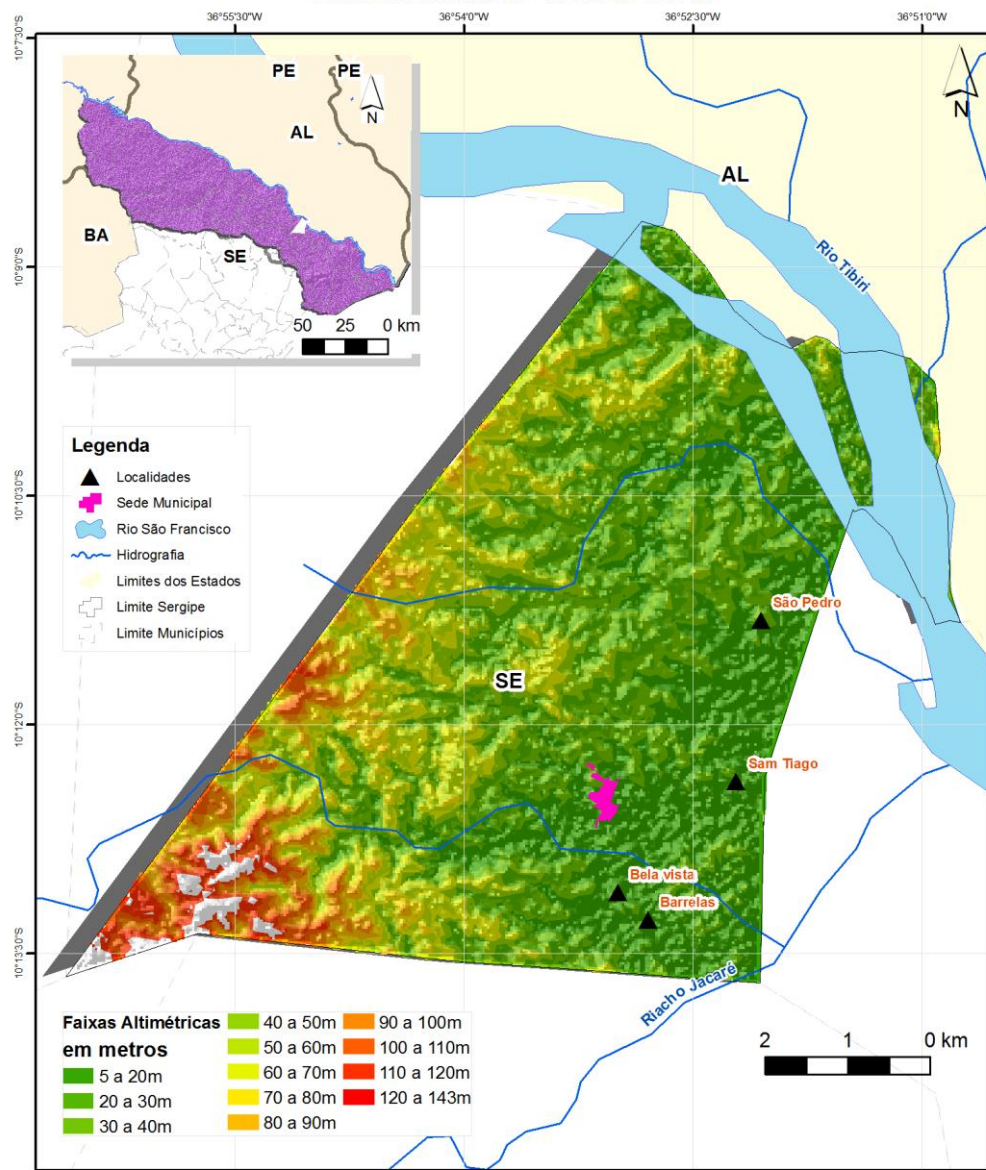 36°55'30"W
36°54'0"W
36°52'30"W
36°51'0"W
10°7'30"S
10°9'0"S
10°10'30"S
10°12'0"S
10°13'30"S
PE
PE
AL
BA
SE
N
50 25 0 km
N
AL
Rio Tibiri
Legenda
Localidades
Sede Municipal
Rio São Francisco
Hidrografia
Limites dos Estados
Limite Sergipe
Limite Municípios
São Pedro
SE
Sam Tiago
Bela vista
Barrelas
Riacho Jacaré
Faixas Altimétricas
em metros
5 a 20m
20 a 30m
30 a 40m
40 a 50m
50 a 60m
60 a 70m
70 a 80m
80 a 90m
90 a 100m
100 a 110m
110 a 120m
120 a 143m
2 1 0 km